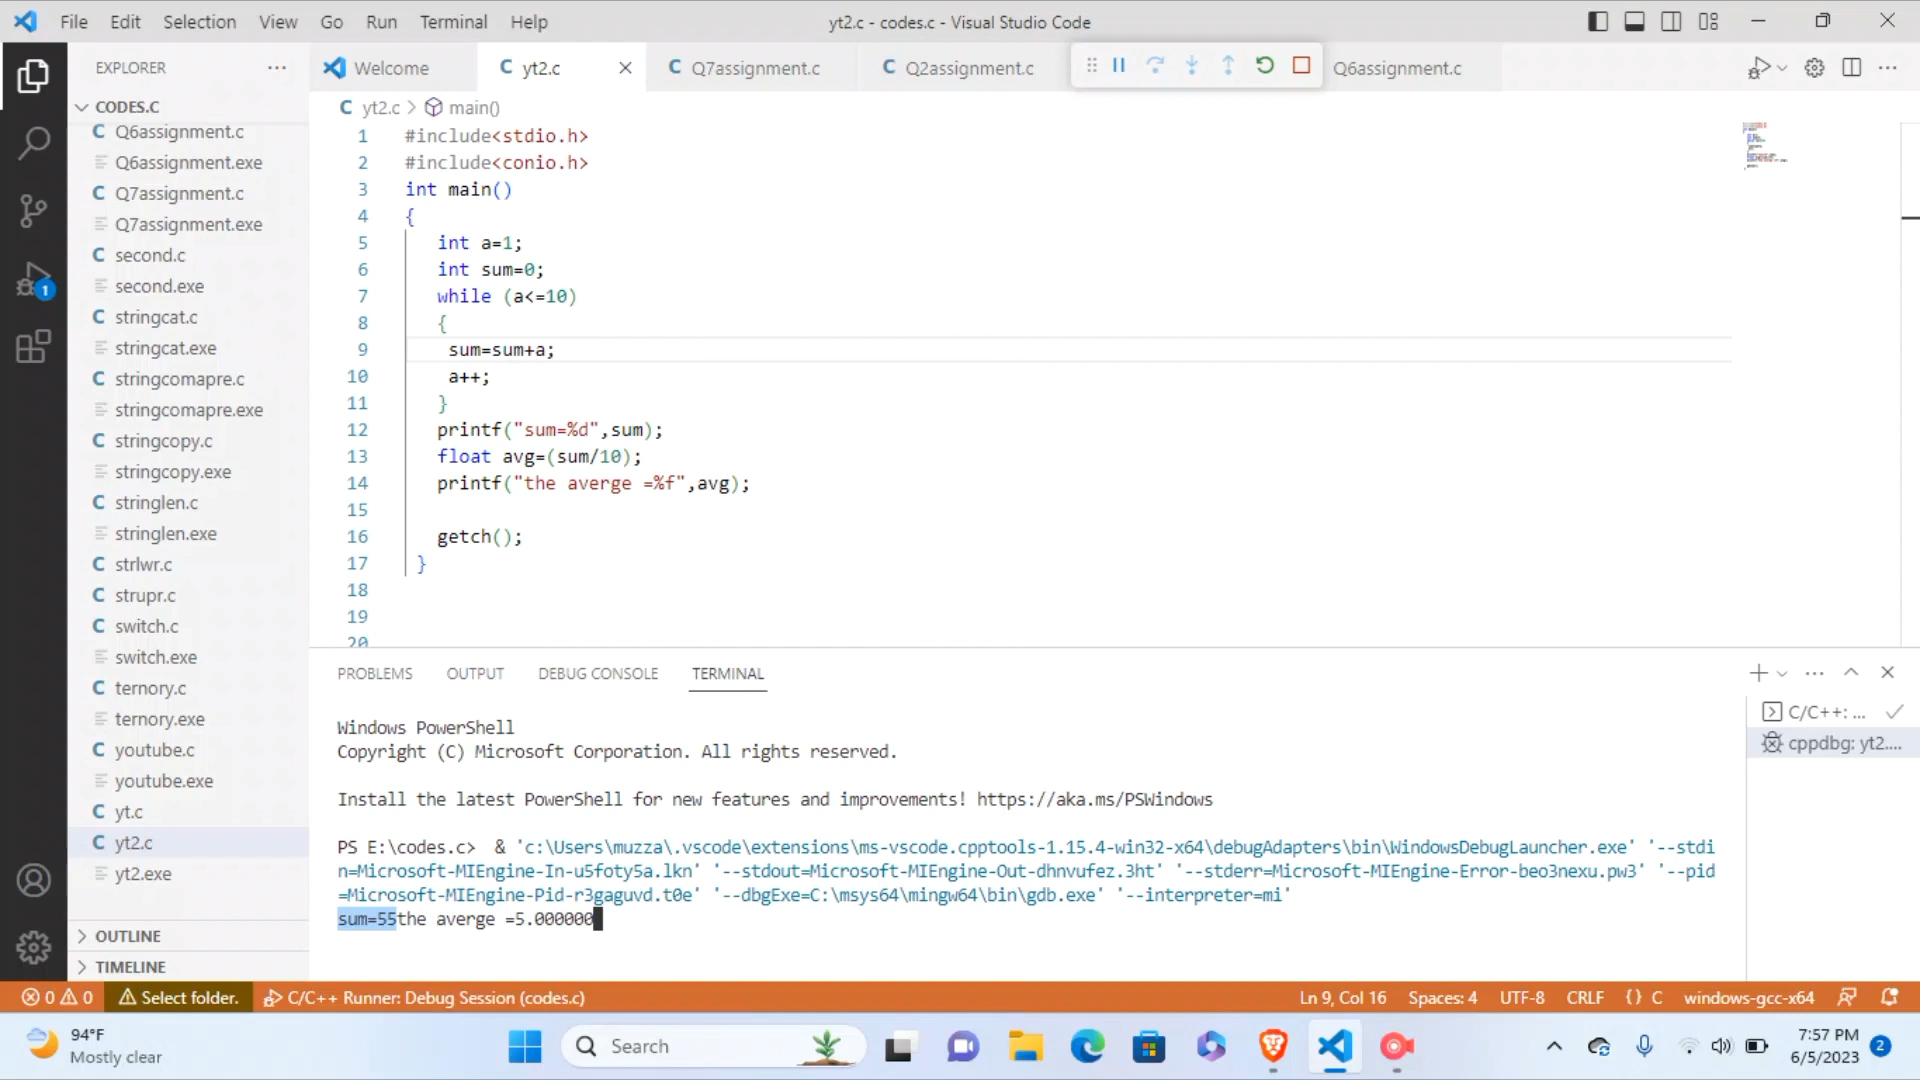 File Edit Selection View Go Run Terminal Help
yt2.c - codes.c - Visual Studio Code
EXPLORER
CODES.C
Q6assignment.c
Q6assignment.exe
Q7assignment.c
Q7assignment.exe
second.c
second.exe
stringcat.c
stringcat.exe
stringcomapre.c
stringcomapre.exe
stringcopy.c
stringcopy.exe
stringlen.c
stringlen.exe
strlwr.c
strupr.c
switch.c
switch.exe
ternory.c
ternory.exe
youtube.c
youtube.exe
yt.c
yt2.c
yt2.exe
OUTLINE
TIMELINE
1
Welcome
C yt2.c
C Q7assignment.c
C Q2assignment.c
Q6assignment.c
C yt2.c > main()
1 #include<stdio.h>
2 #include<conio.h>
3 int main()
4 {
5 int a=1;
6 int sum=0;
7 while (a<=10)
8 {
9 sum=sum+a;
10 a++;
11 }
12 printf("sum=%d",sum);
13 float avg=(sum/10);
14 printf("the averge =%f",avg);
15
16 getch();
17 }
18
19
20
PROBLEMS OUTPUT DEBUG CONSOLE TERMINAL
Windows PowerShell
Copyright (C) Microsoft Corporation. All rights reserved.
Install the latest PowerShell for new features and improvements! https://aka.ms/PSWindows
PS E:\codes.c> & 'c:\Users\muzza\.vscode\extensions\ms-vscode.cpptools-1.15.4-win32-x64\debugAdapters\bin\WindowsDebugLauncher.exe' '--stdi
n=Microsoft-MIEngine-In-u5foty5a.lkn' '--stdout=Microsoft-MIEngine-Out-dhnvufez.3ht' '--stderr=Microsoft-MIEngine-Error-beo3nexu.pw3' '--pid
=Microsoft-MIEngine-Pid-r3gaguvd.t0e' '--dbgExe=C:\msys64\mingw64\bin\gdb.exe' '--interpreter=mi'
sum=55the averge =5.000000
C/C++: ...
cppdbg: yt2....
0 0 Select folder. C/C++ Runner: Debug Session (codes.c)
Ln 9, Col 16 Spaces: 4 UTF-8 CRLF {} C windows-gcc-x64
94°F
Mostly clear
Search
7:57 PM
6/5/2023
2